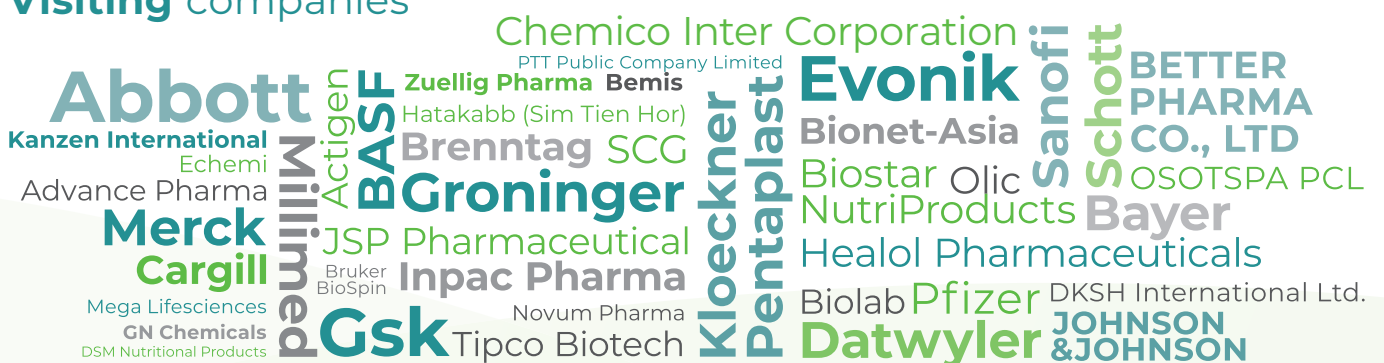 Visiting companies
Chemico Inter Corporation
PTT Public Company Limited
Abbott
Actigen
BASF
Zuellig Pharma
Bemis
Hatakabb (Sim Tien Hor)
Kanzen International
Echemi
Advance Pharma
Merck
Cargill
Mega Lifesciences
GN Chemicals
DSM Nutritional Products
Millimed
Brenntag
SCG
Groninger
JSP Pharmaceutical
Bruker
BioSpin
Inpac Pharma
Novum Pharma
Gsk
Tipco Biotech
Kloeckner
Pentaplast
Evonik
Bionet-Asia
Biostar
Olic
NutriProducts
Sanofi
Schott
BETTER
PHARMA
CO., LTD
OSOTSPA PCL
Bayer
Healol Pharmaceuticals
Biolab
Pfizer
DKSH International Ltd.
Datwyler
JOHNSON
&JOHNSON